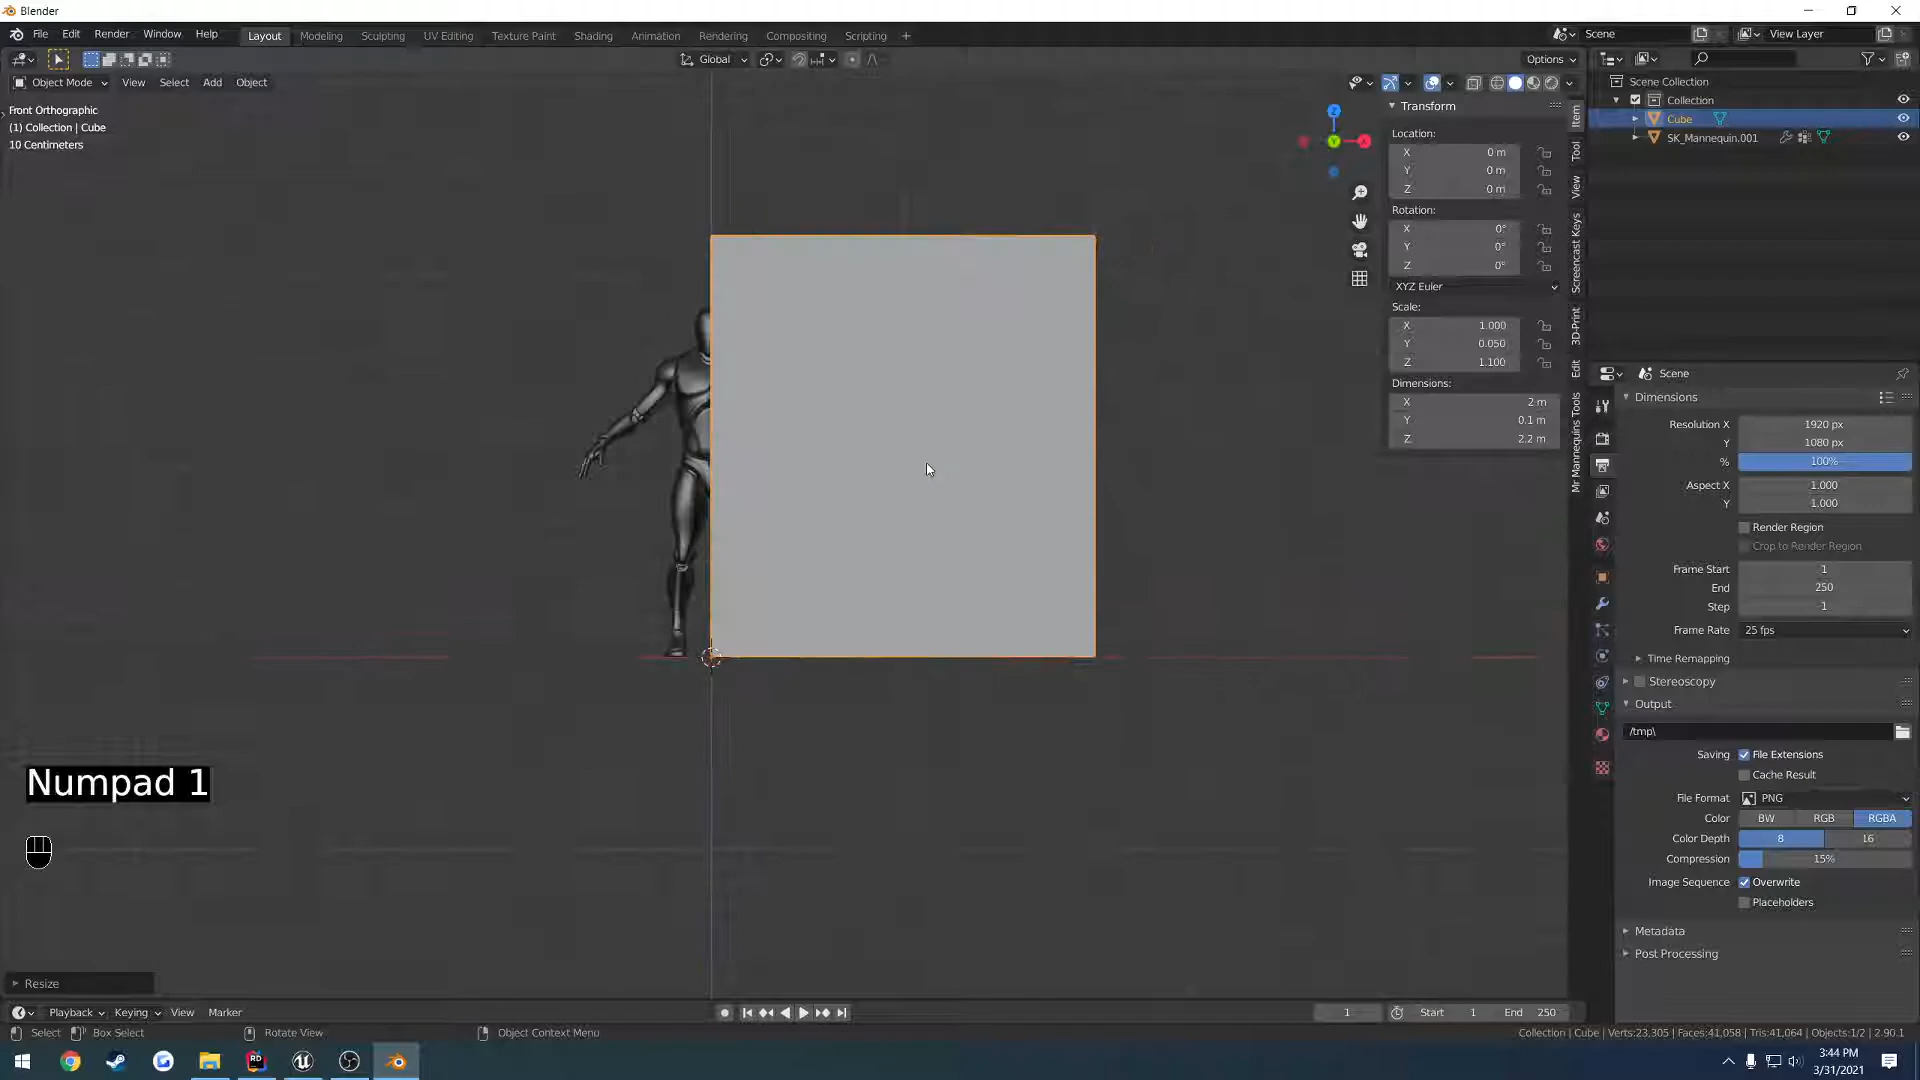 Blender
File Edit Render Window Help
Layout Modeling Sculpting UV Editing Texture Paint Shading Animation Rendering Compositing Scripting +
Scene
View Layer
Global
Options
Object Mode View Select Add Object
Front Orthographic
(1) Collection | Cube
10 Centimeters
Z
X
Y
Transform
Location:
X 0 m
Y 0 m
Z 0 m
Rotation:
X 0°
Y 0°
Z 0°
XYZ Euler
Scale:
X 1.000
Y 0.050
Z 1.100
Dimensions:
X 2 m
Y 0.1 m
Z 2.2 m
Item
Tool
View
Screencast Keys
3D-Print
Edit
Mr Mannequins Tools
Scene Collection
Collection
Cube
SK_Mannequin.001
Scene
Dimensions
Resolution X 1920 px
Y 1080 px
% 100%
Aspect X 1.000
Y 1.000
Render Region
Crop to Render Region
Frame Start 1
End 250
Step 1
Frame Rate 25 fps
Time Remapping
Stereoscopy
Output
/tmp\
Saving File Extensions
Cache Result
File Format PNG
Color BW RGB RGBA
Color Depth 8 16
Compression 15%
Image Sequence Overwrite
Placeholders
Metadata
Post Processing
Numpad 1
Resize
Playback Keying View Marker
1 Start 1 End 250
Select Box Select Rotate View Object Context Menu
Collection | Cube | Verts:23,305 | Faces:41,058 | Tris:41,064 | Objects:1/2 | 2.90.1
RD
3:44 PM
3/31/2021